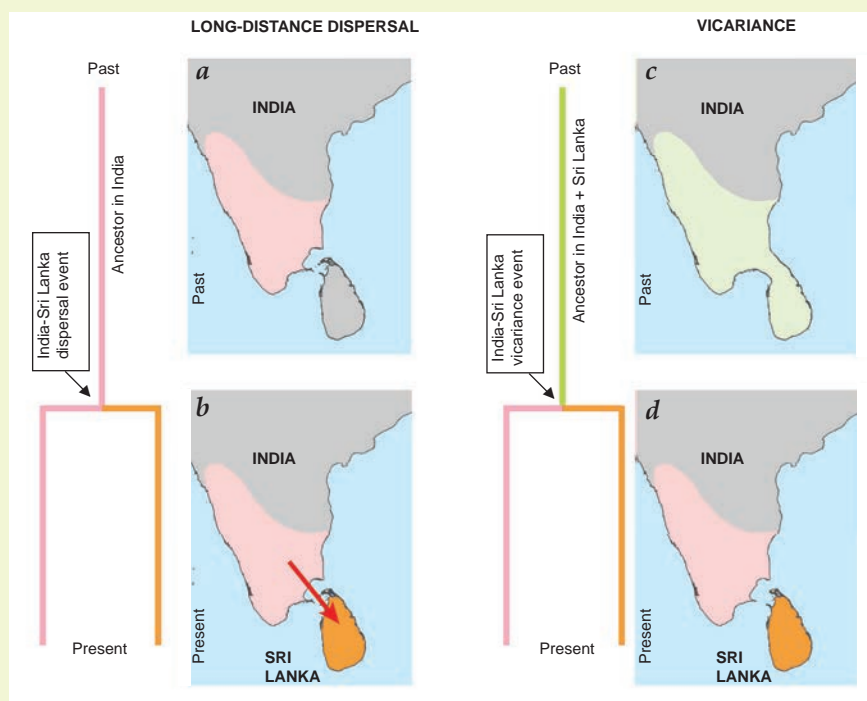 LONG-DISTANCE DISPERSAL
Past
Ancestor in India
India-Sri Lanka
dispersal event
Present
a
INDIA
Past
b
INDIA
Present
SRI
LANKA
VICARIANCE
Past
Ancestor in India + Sri Lanka
India-Sri Lanka
vicariance event
Present
c
INDIA
Past
d
INDIA
Present
SRI
LANKA